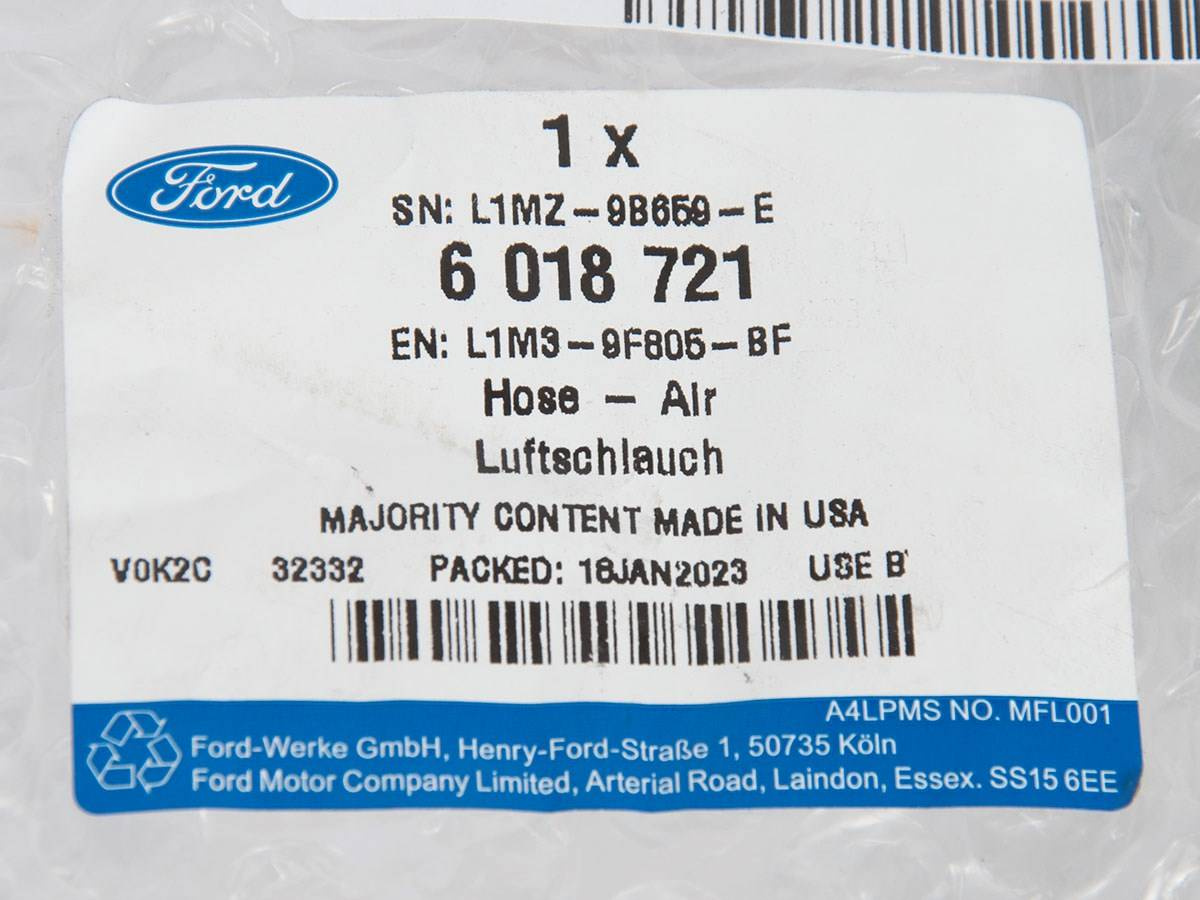 Ford
1 x
SN: L1MZ-9B659-E
6 018 721
EN: L1M3-9F805-BF
Hose - Air
Luftschlauch
MAJORITY CONTENT MADE IN USA
V0K2C 32332 PACKED: 16JAN2023 USE B
A4LPMS NO. MFL001
Ford-Werke GmbH, Henry-Ford-Straße 1, 50735 Köln
Ford Motor Company Limited, Arterial Road, Laindon, Essex. SS15 6EE